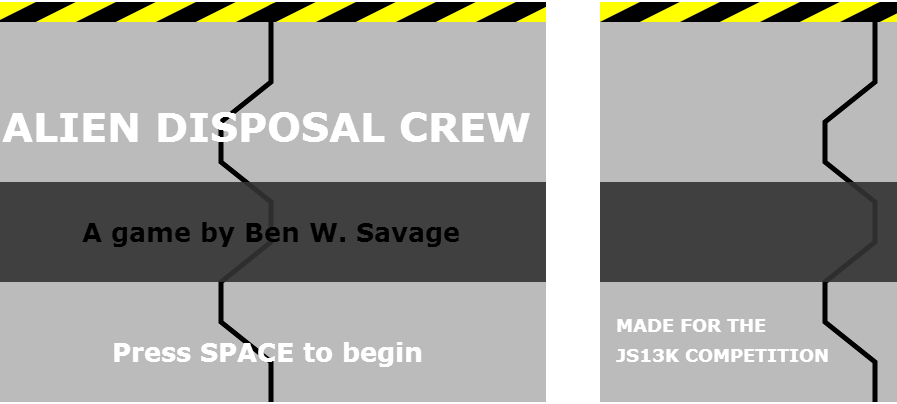 ALIEN DISPOSAL CREW
A game by Ben W. Savage
Press SPACE to begin
MADE FOR THE
JS13K COMPETITION